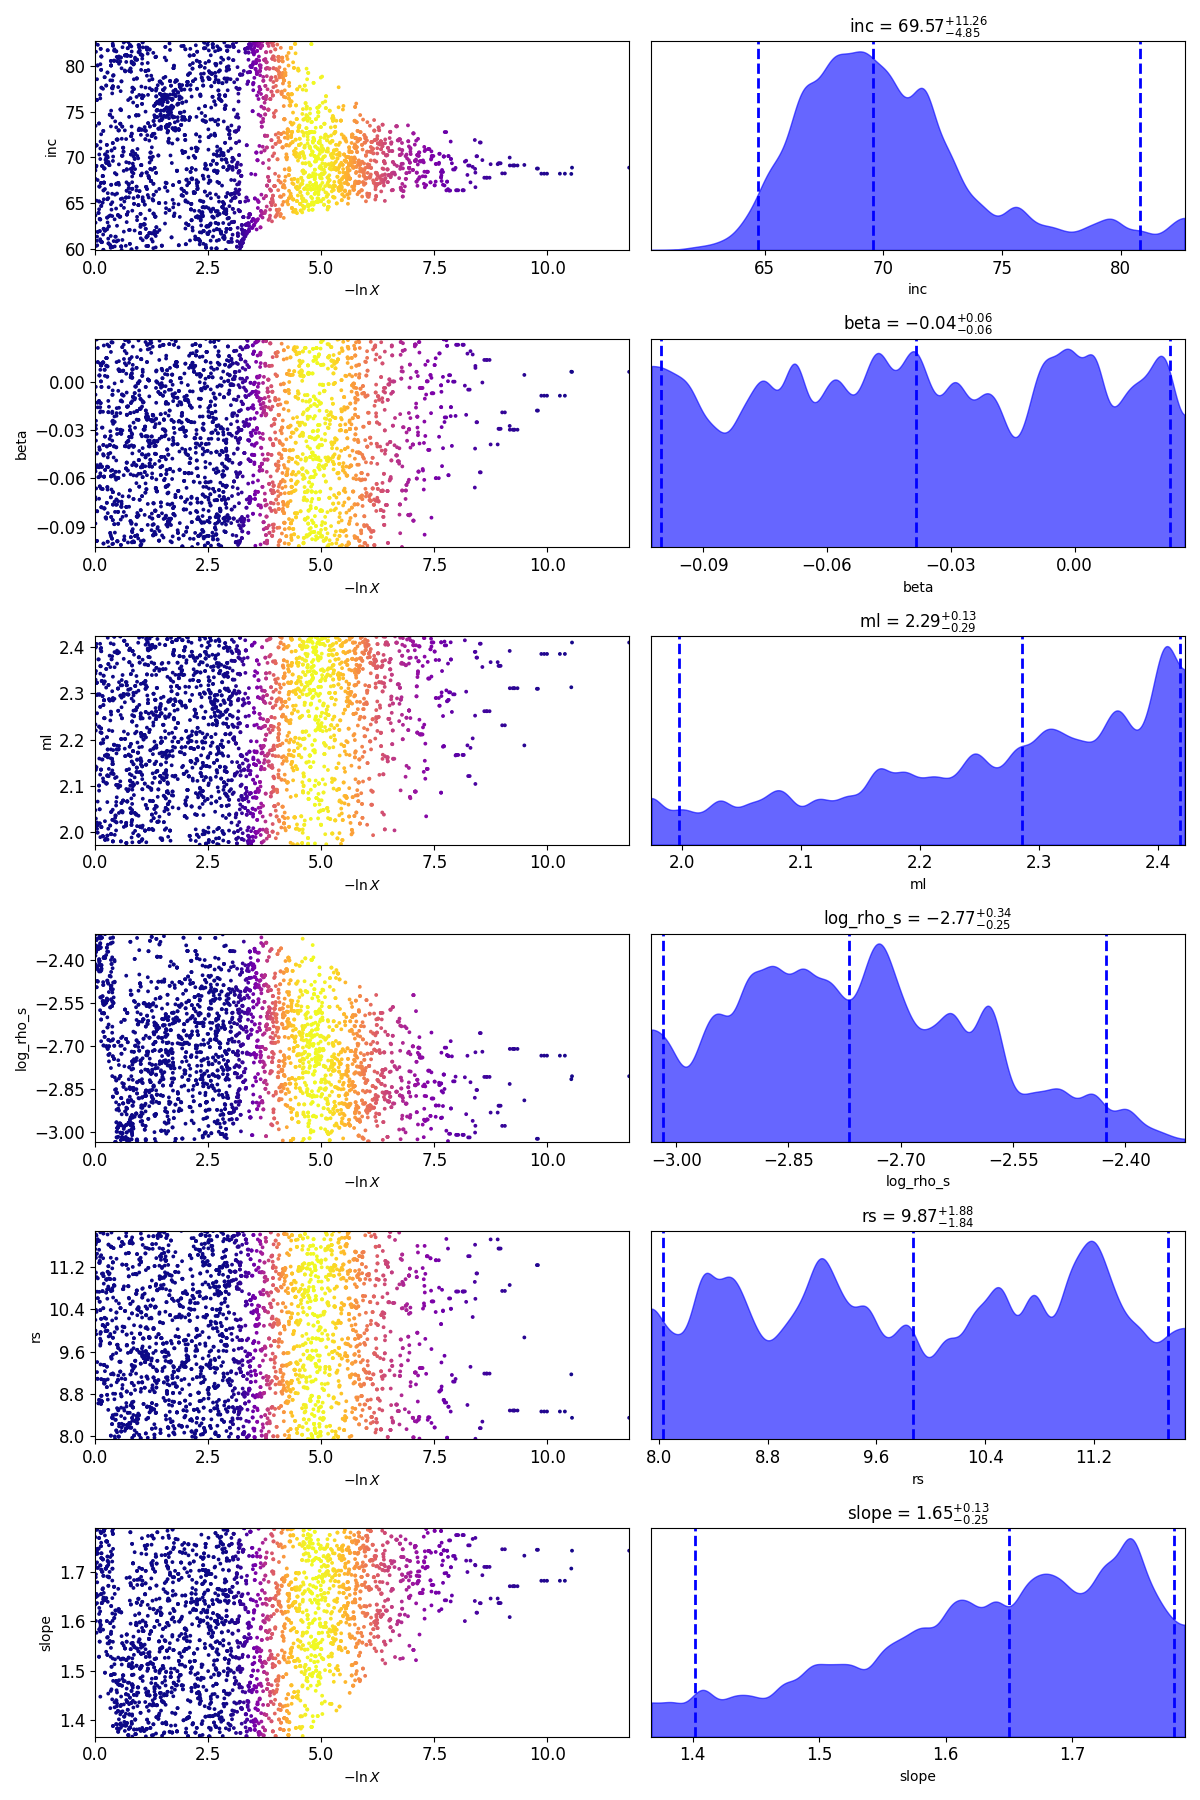 inc = 69.57+11.26−4.85
80
75
70
65
60
inc
0.0 2.5 5.0 7.5 10.0
−ln X
65 70 75 80
inc
beta = −0.04+0.06−0.06
0.00
−0.03
−0.06
−0.09
beta
0.0 2.5 5.0 7.5 10.0
−ln X
−0.09 −0.06 −0.03 0.00
beta
ml = 2.29+0.13−0.29
2.4
2.3
2.2
2.1
2.0
ml
0.0 2.5 5.0 7.5 10.0
−ln X
2.0 2.1 2.2 2.3 2.4
ml
log_rho_s = −2.77+0.34−0.25
−2.40
−2.55
−2.70
−2.85
−3.00
log_rho_s
0.0 2.5 5.0 7.5 10.0
−ln X
−3.00 −2.85 −2.70 −2.55 −2.40
log_rho_s
rs = 9.87+1.88−1.84
11.2
10.4
9.6
8.8
8.0
rs
0.0 2.5 5.0 7.5 10.0
−ln X
8.0 8.8 9.6 10.4 11.2
rs
slope = 1.65+0.13−0.25
1.7
1.6
1.5
1.4
slope
0.0 2.5 5.0 7.5 10.0
−ln X
1.4 1.5 1.6 1.7
slope